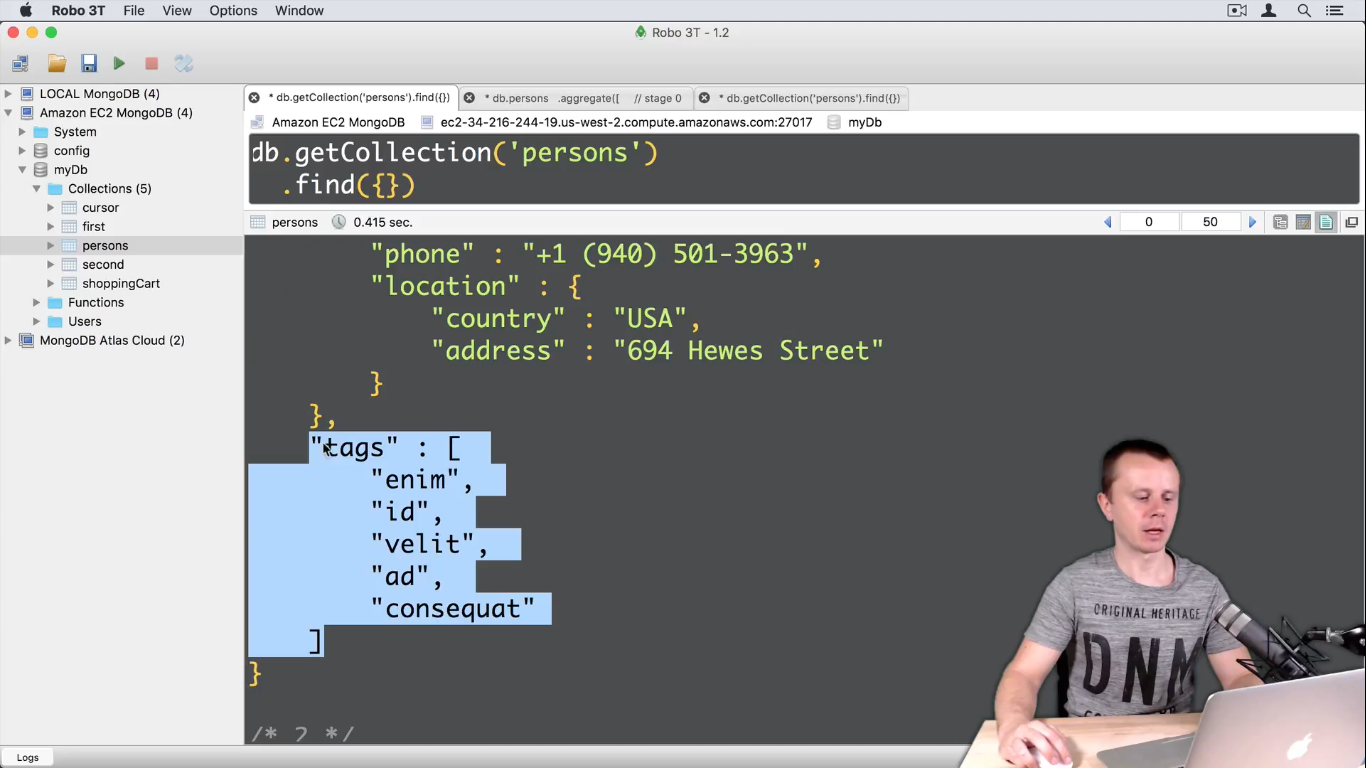 Robo 3T File View Options Window
Robo 3T - 1.2
LOCAL MongoDB (4)
Amazon EC2 MongoDB (4)
System
config
myDb
Collections (5)
cursor
first
persons
second
shoppingCart
Functions
Users
MongoDB Atlas Cloud (2)
* db.getCollection('persons').find({}) * db.persons .aggregate([ // stage 0 * db.getCollection('persons').find({})
Amazon EC2 MongoDB ec2-34-216-244-19.us-west-2.compute.amazonaws.com:27017 myDb
db.getCollection('persons')
.find({})
persons 0.415 sec. 0 50
"phone" : "+1 (940) 501-3963",
"location" : {
"country" : "USA",
"address" : "694 Hewes Street"
}
},
"tags" : [
"enim",
"id",
"velit",
"ad",
"consequat"
]
}
/* 2 */
Logs
ORIGINAL HERITAGE
DNM